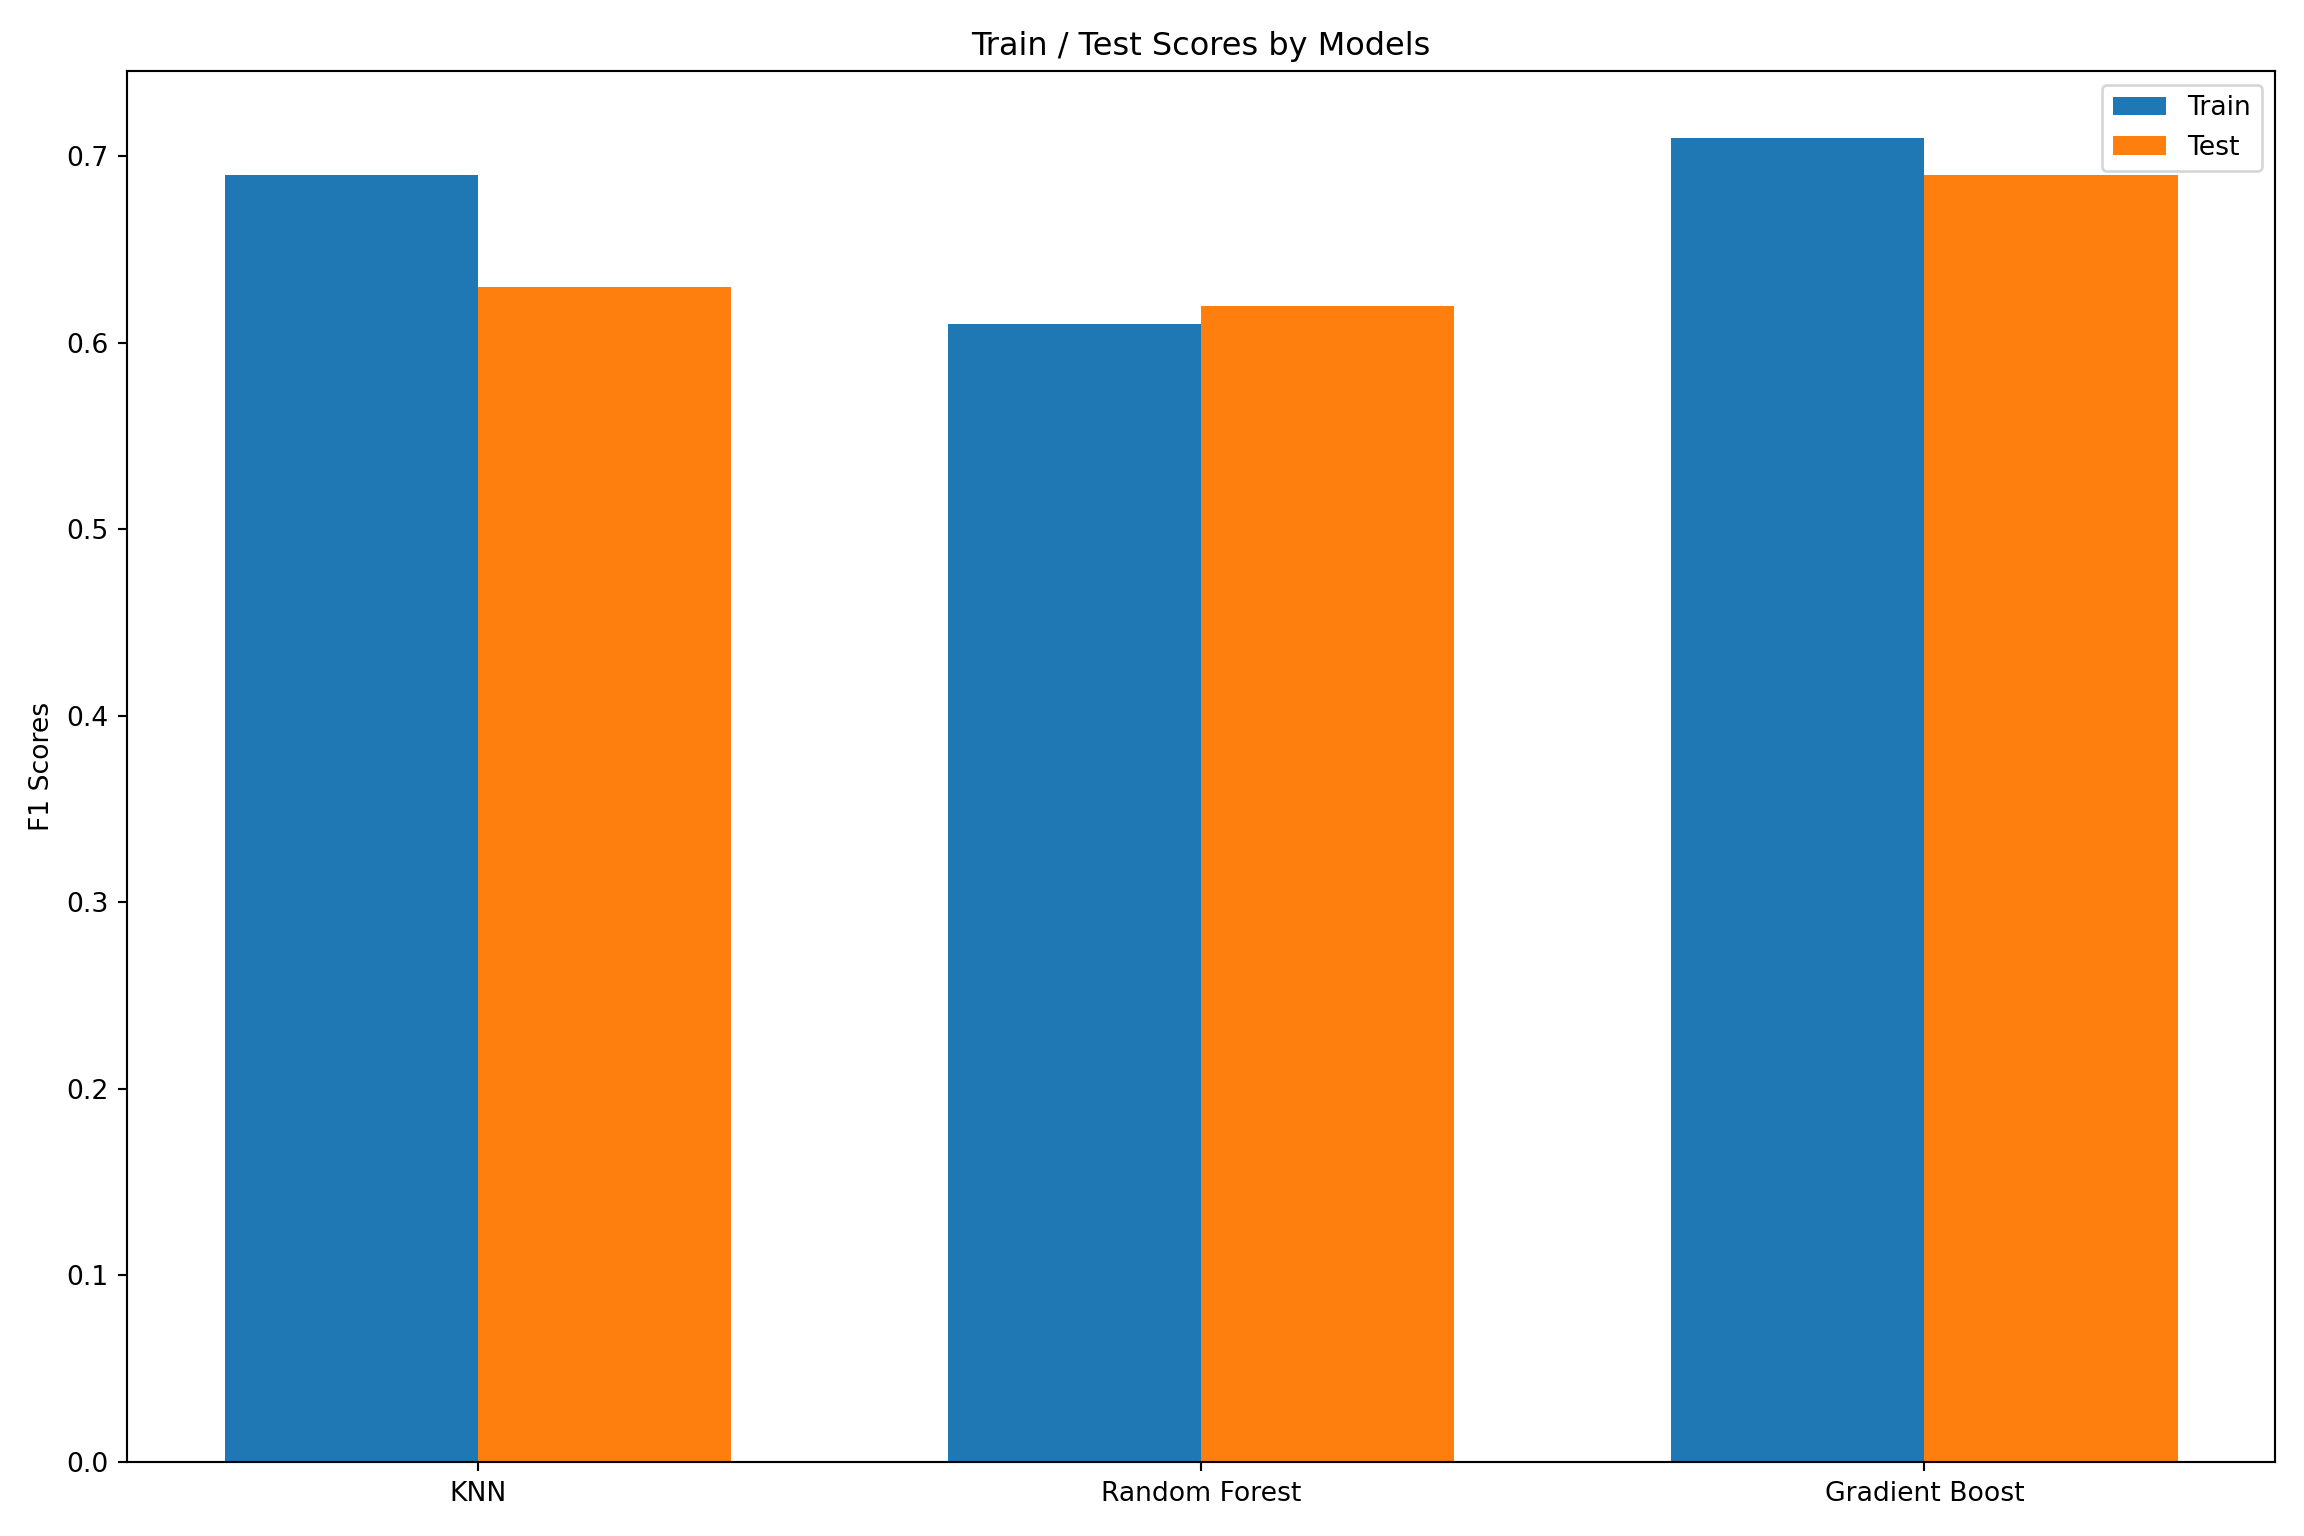 Train / Test Scores by Models
Train
Test
F1 Scores
0.7
0.6
0.5
0.4
0.3
0.2
0.1
0.0
KNN
Random Forest
Gradient Boost